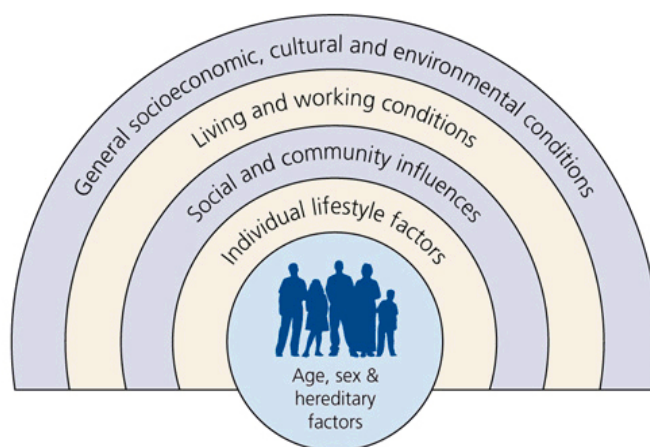 General socioeconomic, cultural and environmental conditions
Living and working conditions
Social and community influences
Individual lifestyle factors
Age, sex &
hereditary
factors